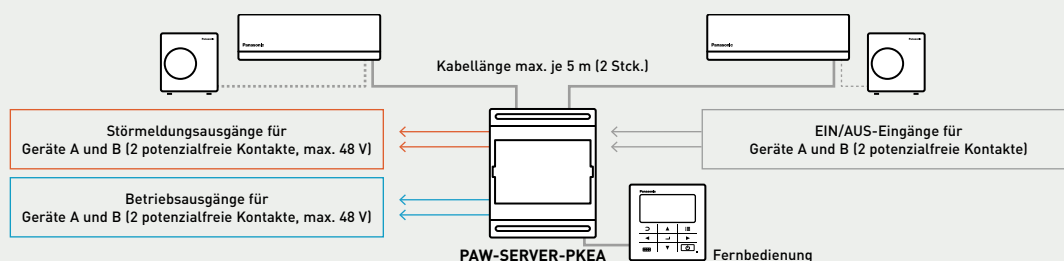 Panasonic
Panasonic
Panasonic
Panasonic
Kabellänge max. je 5 m (2 Stck.)
Störmeldungsausgänge für
Geräte A und B (2 potenzialfreie Kontakte, max. 48 V)
EIN/AUS-Eingänge für
Geräte A und B (2 potenzialfreie Kontakte)
Betriebsausgänge für
Geräte A und B (2 potenzialfreie Kontakte, max. 48 V)
Panasonic
PAW-SERVER-PKEA
Fernbedienung